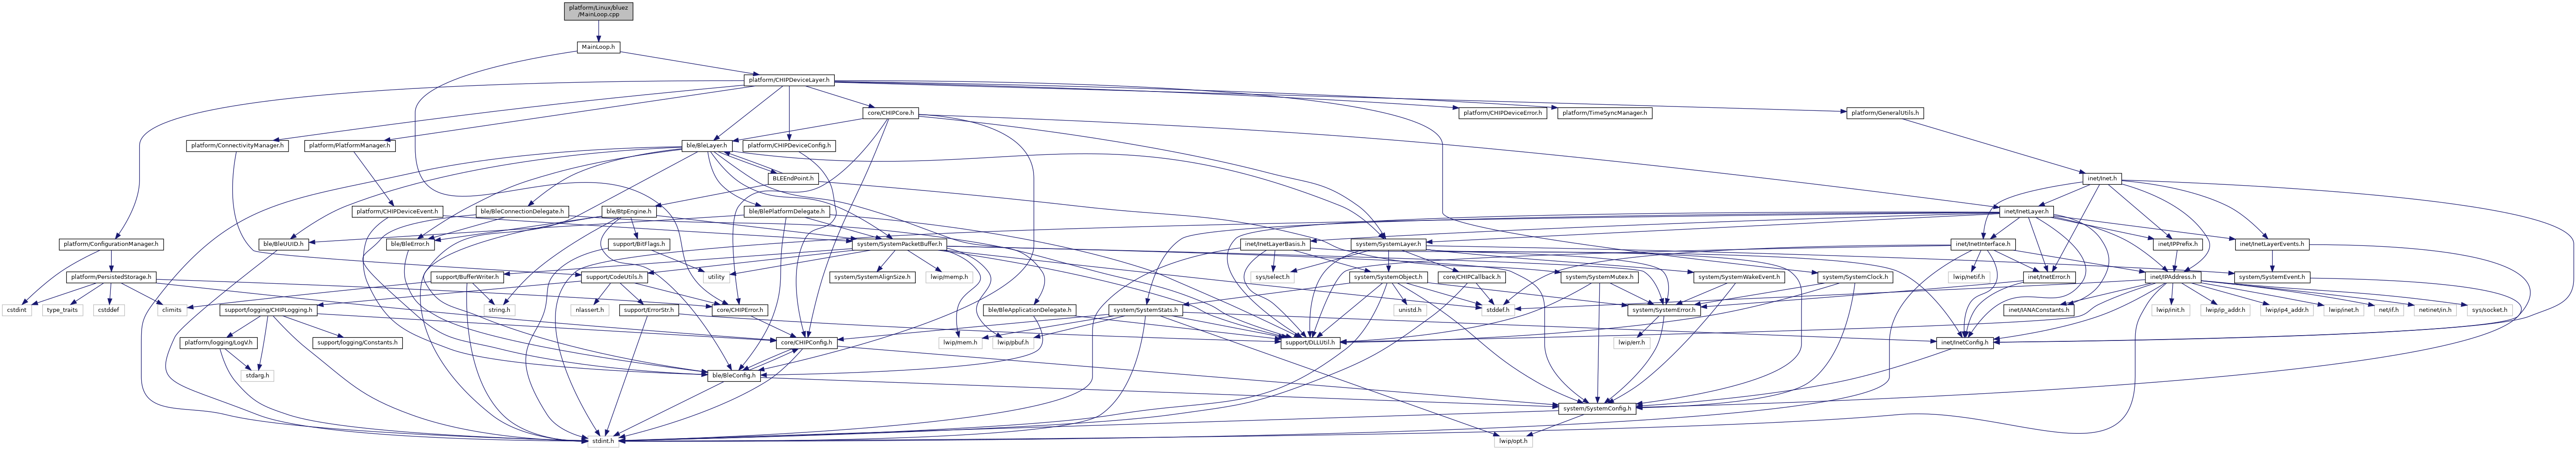 platform/Linux/bluez
/MainLoop.cpp
MainLoop.h
platform/CHIPDeviceLayer.h
core/CHIPCore.h
platform/CHIPDeviceError.h
platform/TimeSyncManager.h
platform/GeneralUtils.h
platform/ConnectivityManager.h
platform/PlatformManager.h
ble/BleLayer.h
platform/CHIPDeviceConfig.h
BLEEndPoint.h
inet/Inet.h
platform/CHIPDeviceEvent.h
ble/BleConnectionDelegate.h
ble/BtpEngine.h
ble/BlePlatformDelegate.h
inet/InetLayer.h
platform/ConfigurationManager.h
ble/BleUUID.h
ble/BleError.h
support/BitFlags.h
system/SystemPacketBuffer.h
inet/InetLayerBasis.h
system/SystemLayer.h
inet/InetInterface.h
inet/IPPrefix.h
inet/InetLayerEvents.h
platform/PersistedStorage.h
support/BufferWriter.h
support/CodeUtils.h
utility
system/SystemAlignSize.h
lwip/memp.h
sys/select.h
system/SystemObject.h
core/CHIPCallback.h
system/SystemMutex.h
system/SystemWakeEvent.h
system/SystemClock.h
lwip/netif.h
inet/InetError.h
inet/IPAddress.h
system/SystemEvent.h
cstdint
type_traits
cstddef
climits
support/logging/CHIPLogging.h
string.h
nlassert.h
support/ErrorStr.h
core/CHIPError.h
ble/BleApplicationDelegate.h
system/SystemStats.h
unistd.h
stddef.h
system/SystemError.h
inet/IANAConstants.h
lwip/init.h
lwip/ip_addr.h
lwip/ip4_addr.h
lwip/inet.h
net/if.h
netinet/in.h
sys/socket.h
platform/logging/LogV.h
support/logging/Constants.h
core/CHIPConfig.h
lwip/mem.h
lwip/pbuf.h
support/DLLUtil.h
lwip/err.h
inet/InetConfig.h
stdarg.h
ble/BleConfig.h
system/SystemConfig.h
stdint.h
lwip/opt.h